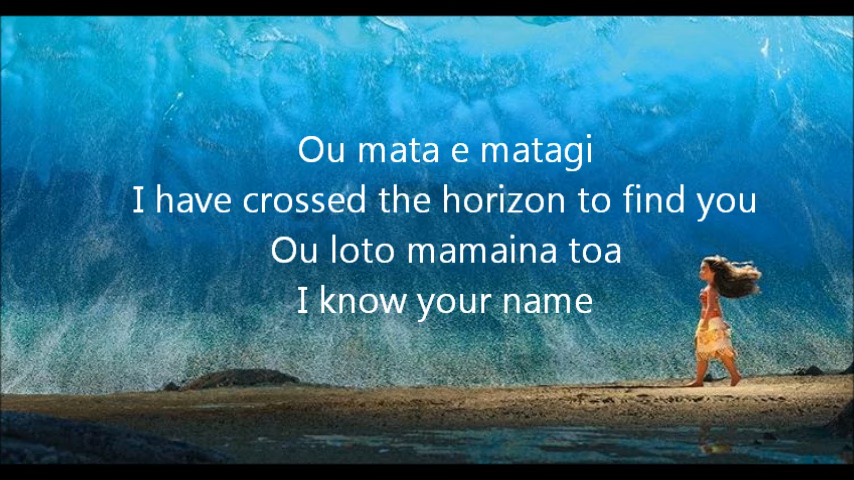 Ou mata e matagi
I have crossed the horizon to find you
Ou loto mamaina toa
I know your name